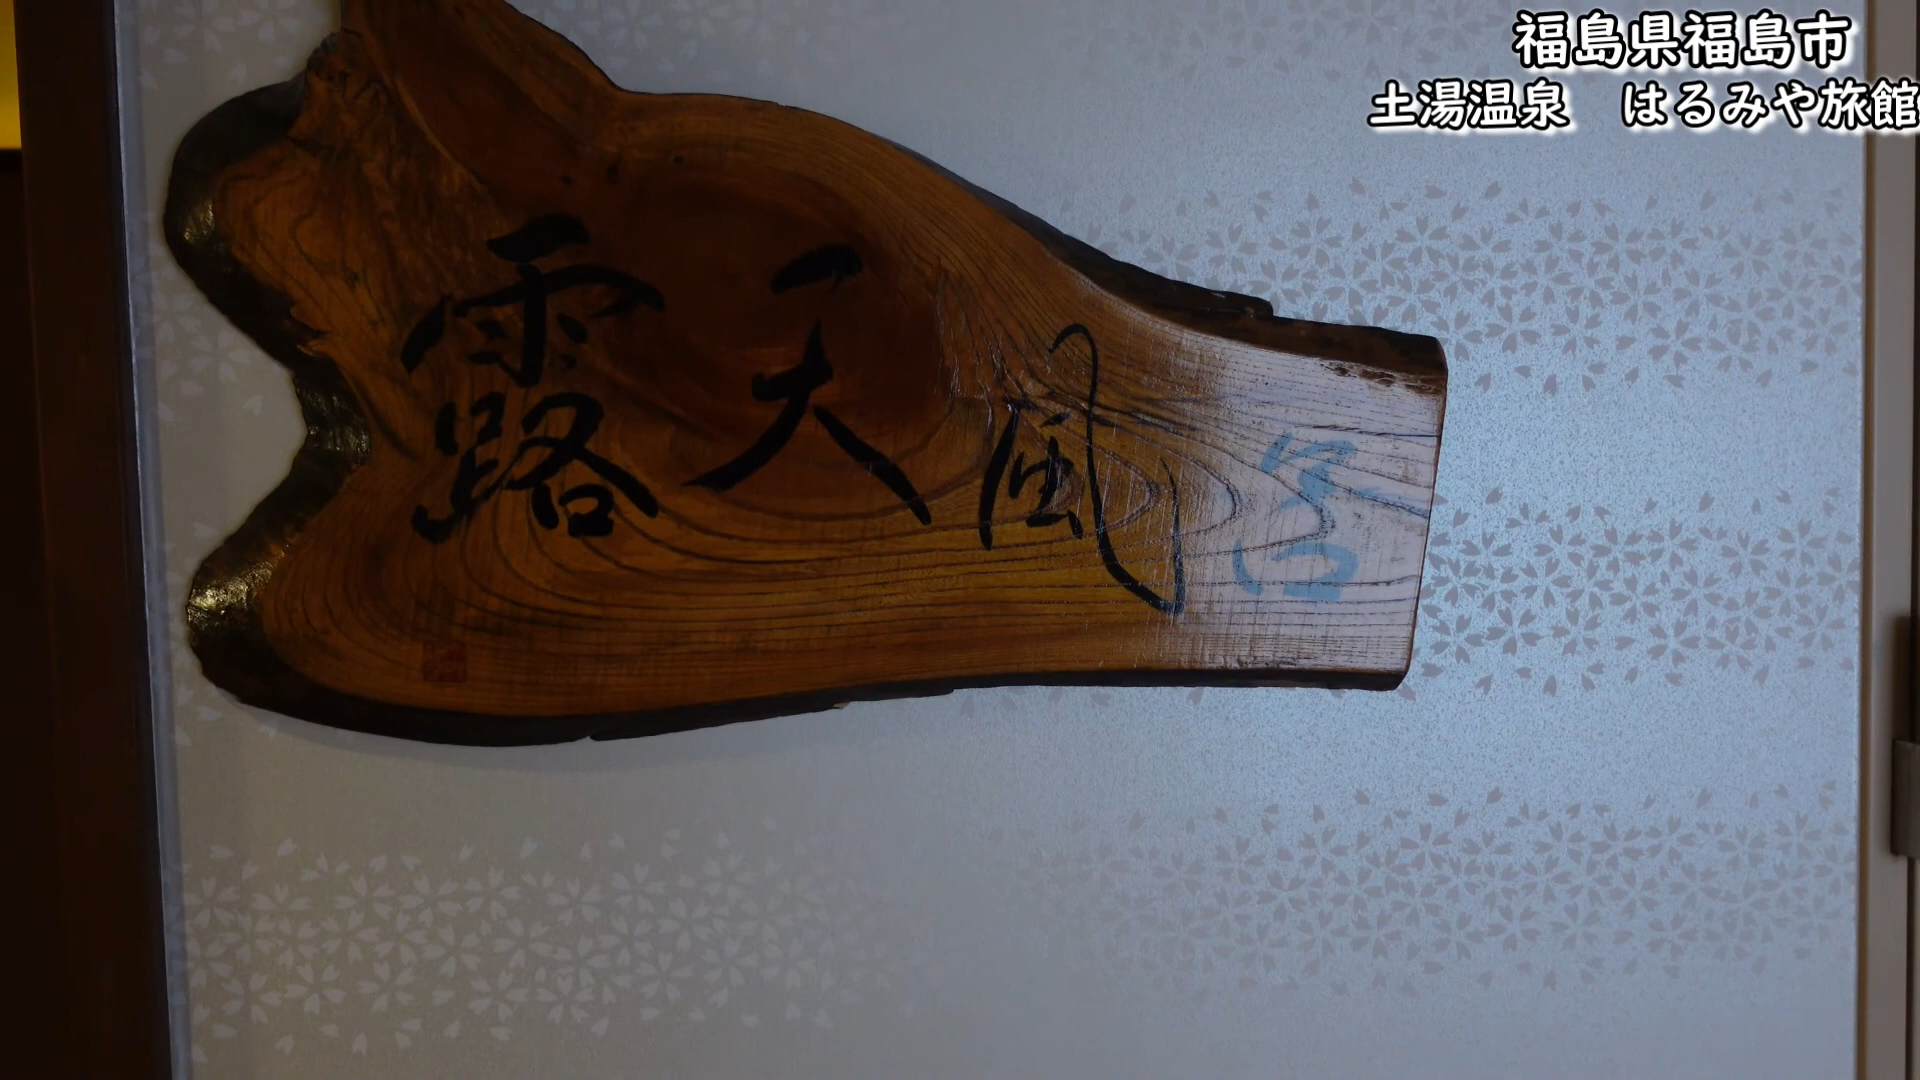 福島県福島市
土湯温泉　はるみや旅館
露天風呂